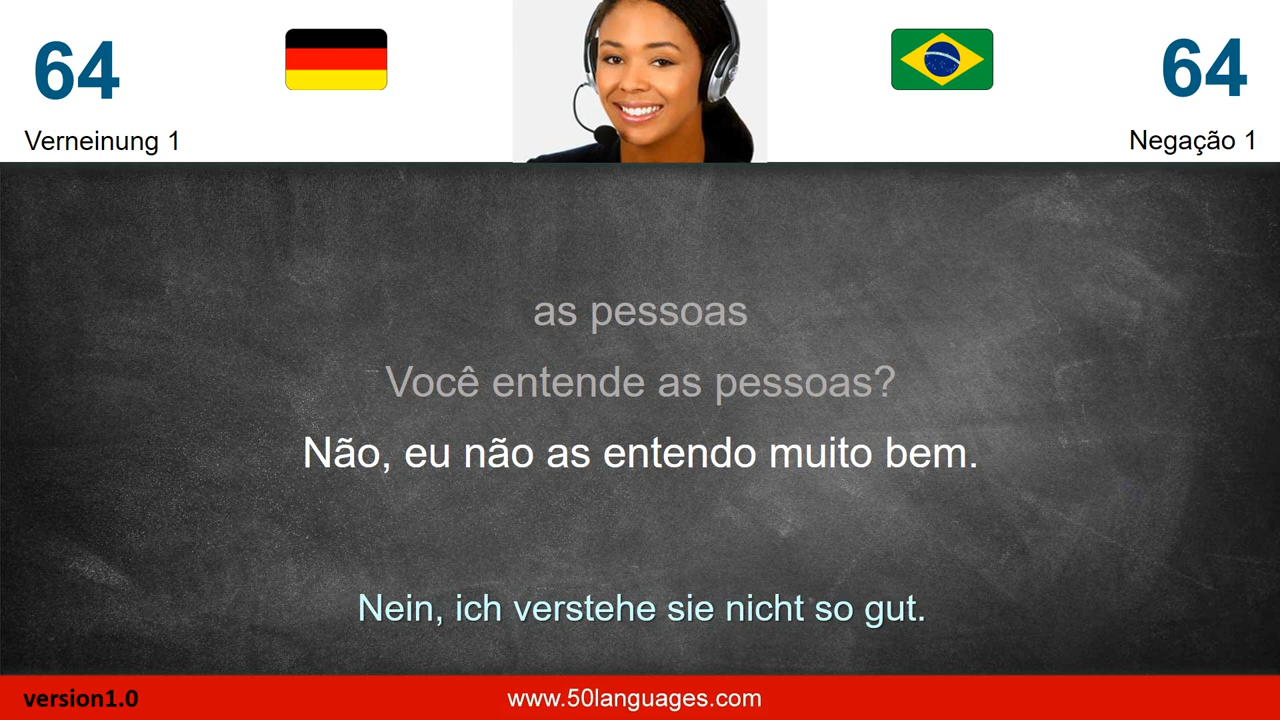 64
64
Verneinung 1
Negação 1
as pessoas
Você entende as pessoas?
Não, eu não as entendo muito bem.
Nein, ich verstehe sie nicht so gut.
version1.0
www.50languages.com